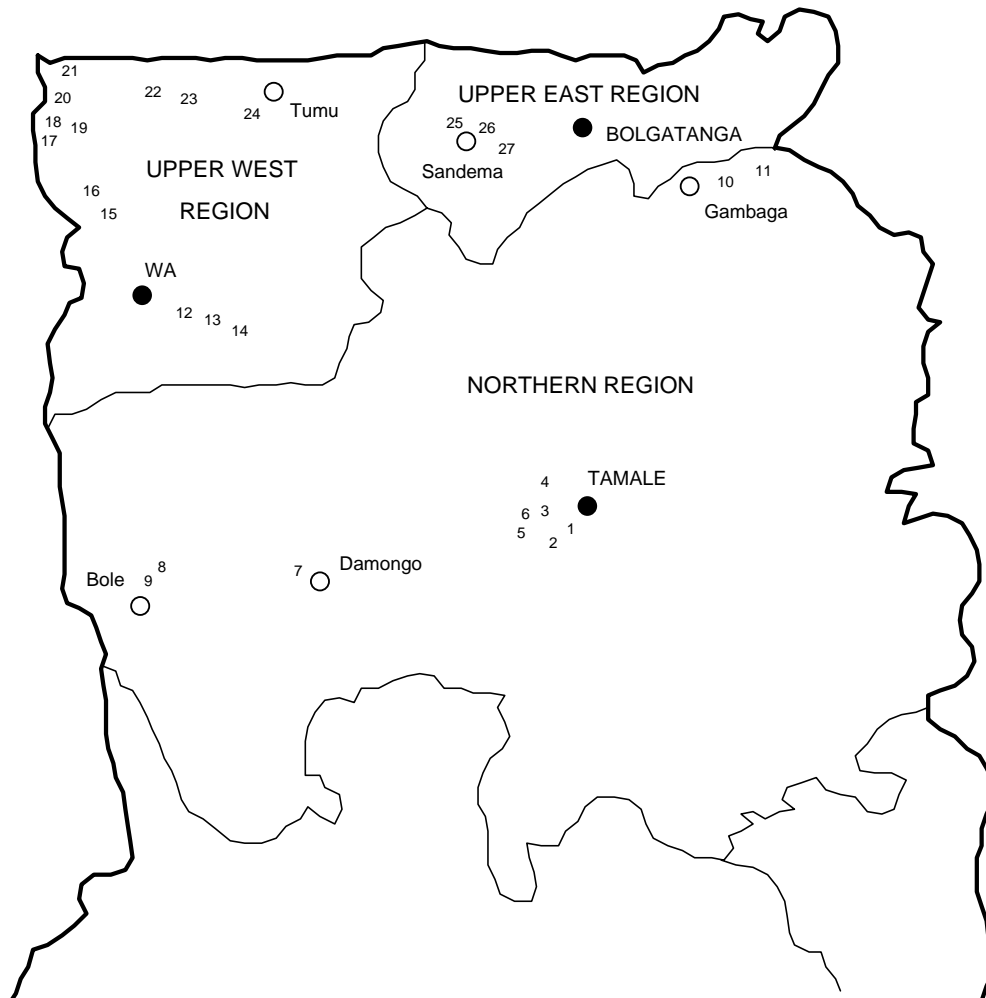 21
22
23
20
24
Tumu
18
19
17
UPPER EAST REGION
25
26
27
BOLGATANGA
Sandema
UPPER WEST
REGION
16
15
10
11
Gambaga
WA
12
13
14
NORTHERN REGION
4
TAMALE
6
3
5
2
1
Bole
9
8
7
Damongo